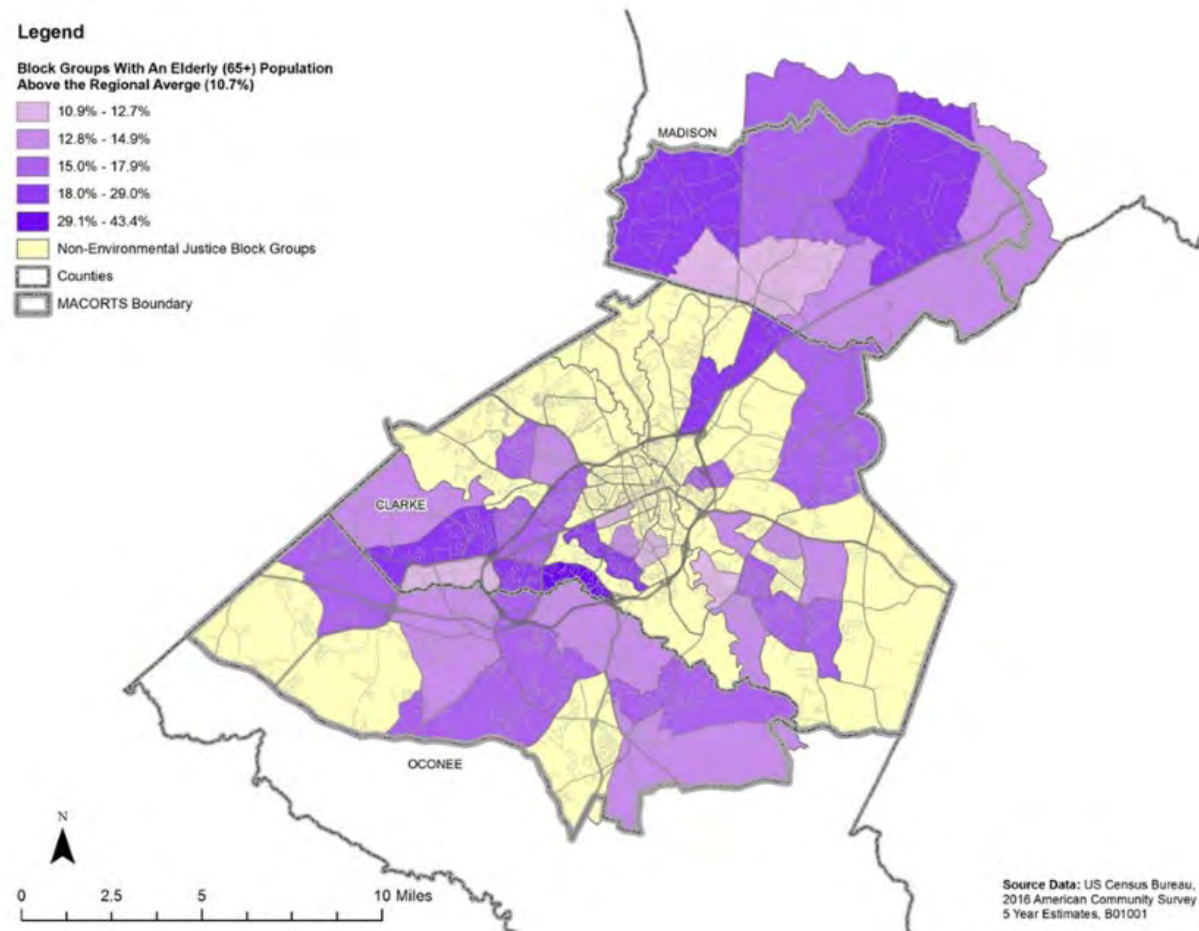 Legend
Block Groups With An Elderly (65+) Population
Above the Regional Averge (10.7%)
10.9% - 12.7%
12.8% - 14.9%
15.0% - 17.9%
18.0% - 29.0%
29.1% - 43.4%
Non-Environmental Justice Block Groups
Counties
MACORTS Boundary
MADISON
CLARKE
OCONEE
N
0 2.5 5 10 Miles
Source Data: US Census Bureau,
2016 American Community Survey
5 Year Estimates, B01001